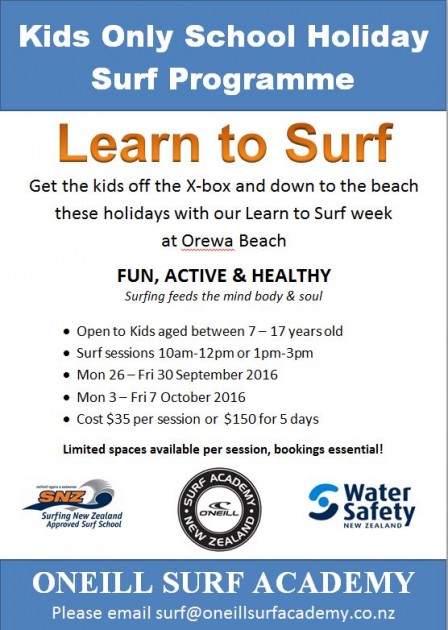 Kids Only School Holiday
Surf Programme
Learn to Surf
Get the kids off the X-box and down to the beach
these holidays with our Learn to Surf week
at Orewa Beach
FUN, ACTIVE & HEALTHY
Surfing feeds the mind body & soul
• Open to Kids aged between 7 – 17 years old
• Surf sessions 10am-12pm or 1pm-3pm
• Mon 26 – Fri 30 September 2016
• Mon 3 – Fri 7 October 2016
• Cost $35 per session or $150 for 5 days
Limited spaces available per session, bookings essential!
SNZ
Surfing New Zealand
Approved Surf School
SURF ACADEMY
O'NEILL
NEW ZEALAND
Water
Safety
NEW ZEALAND
ONEILL SURF ACADEMY
Please email surf@oneillsurfacademy.co.nz